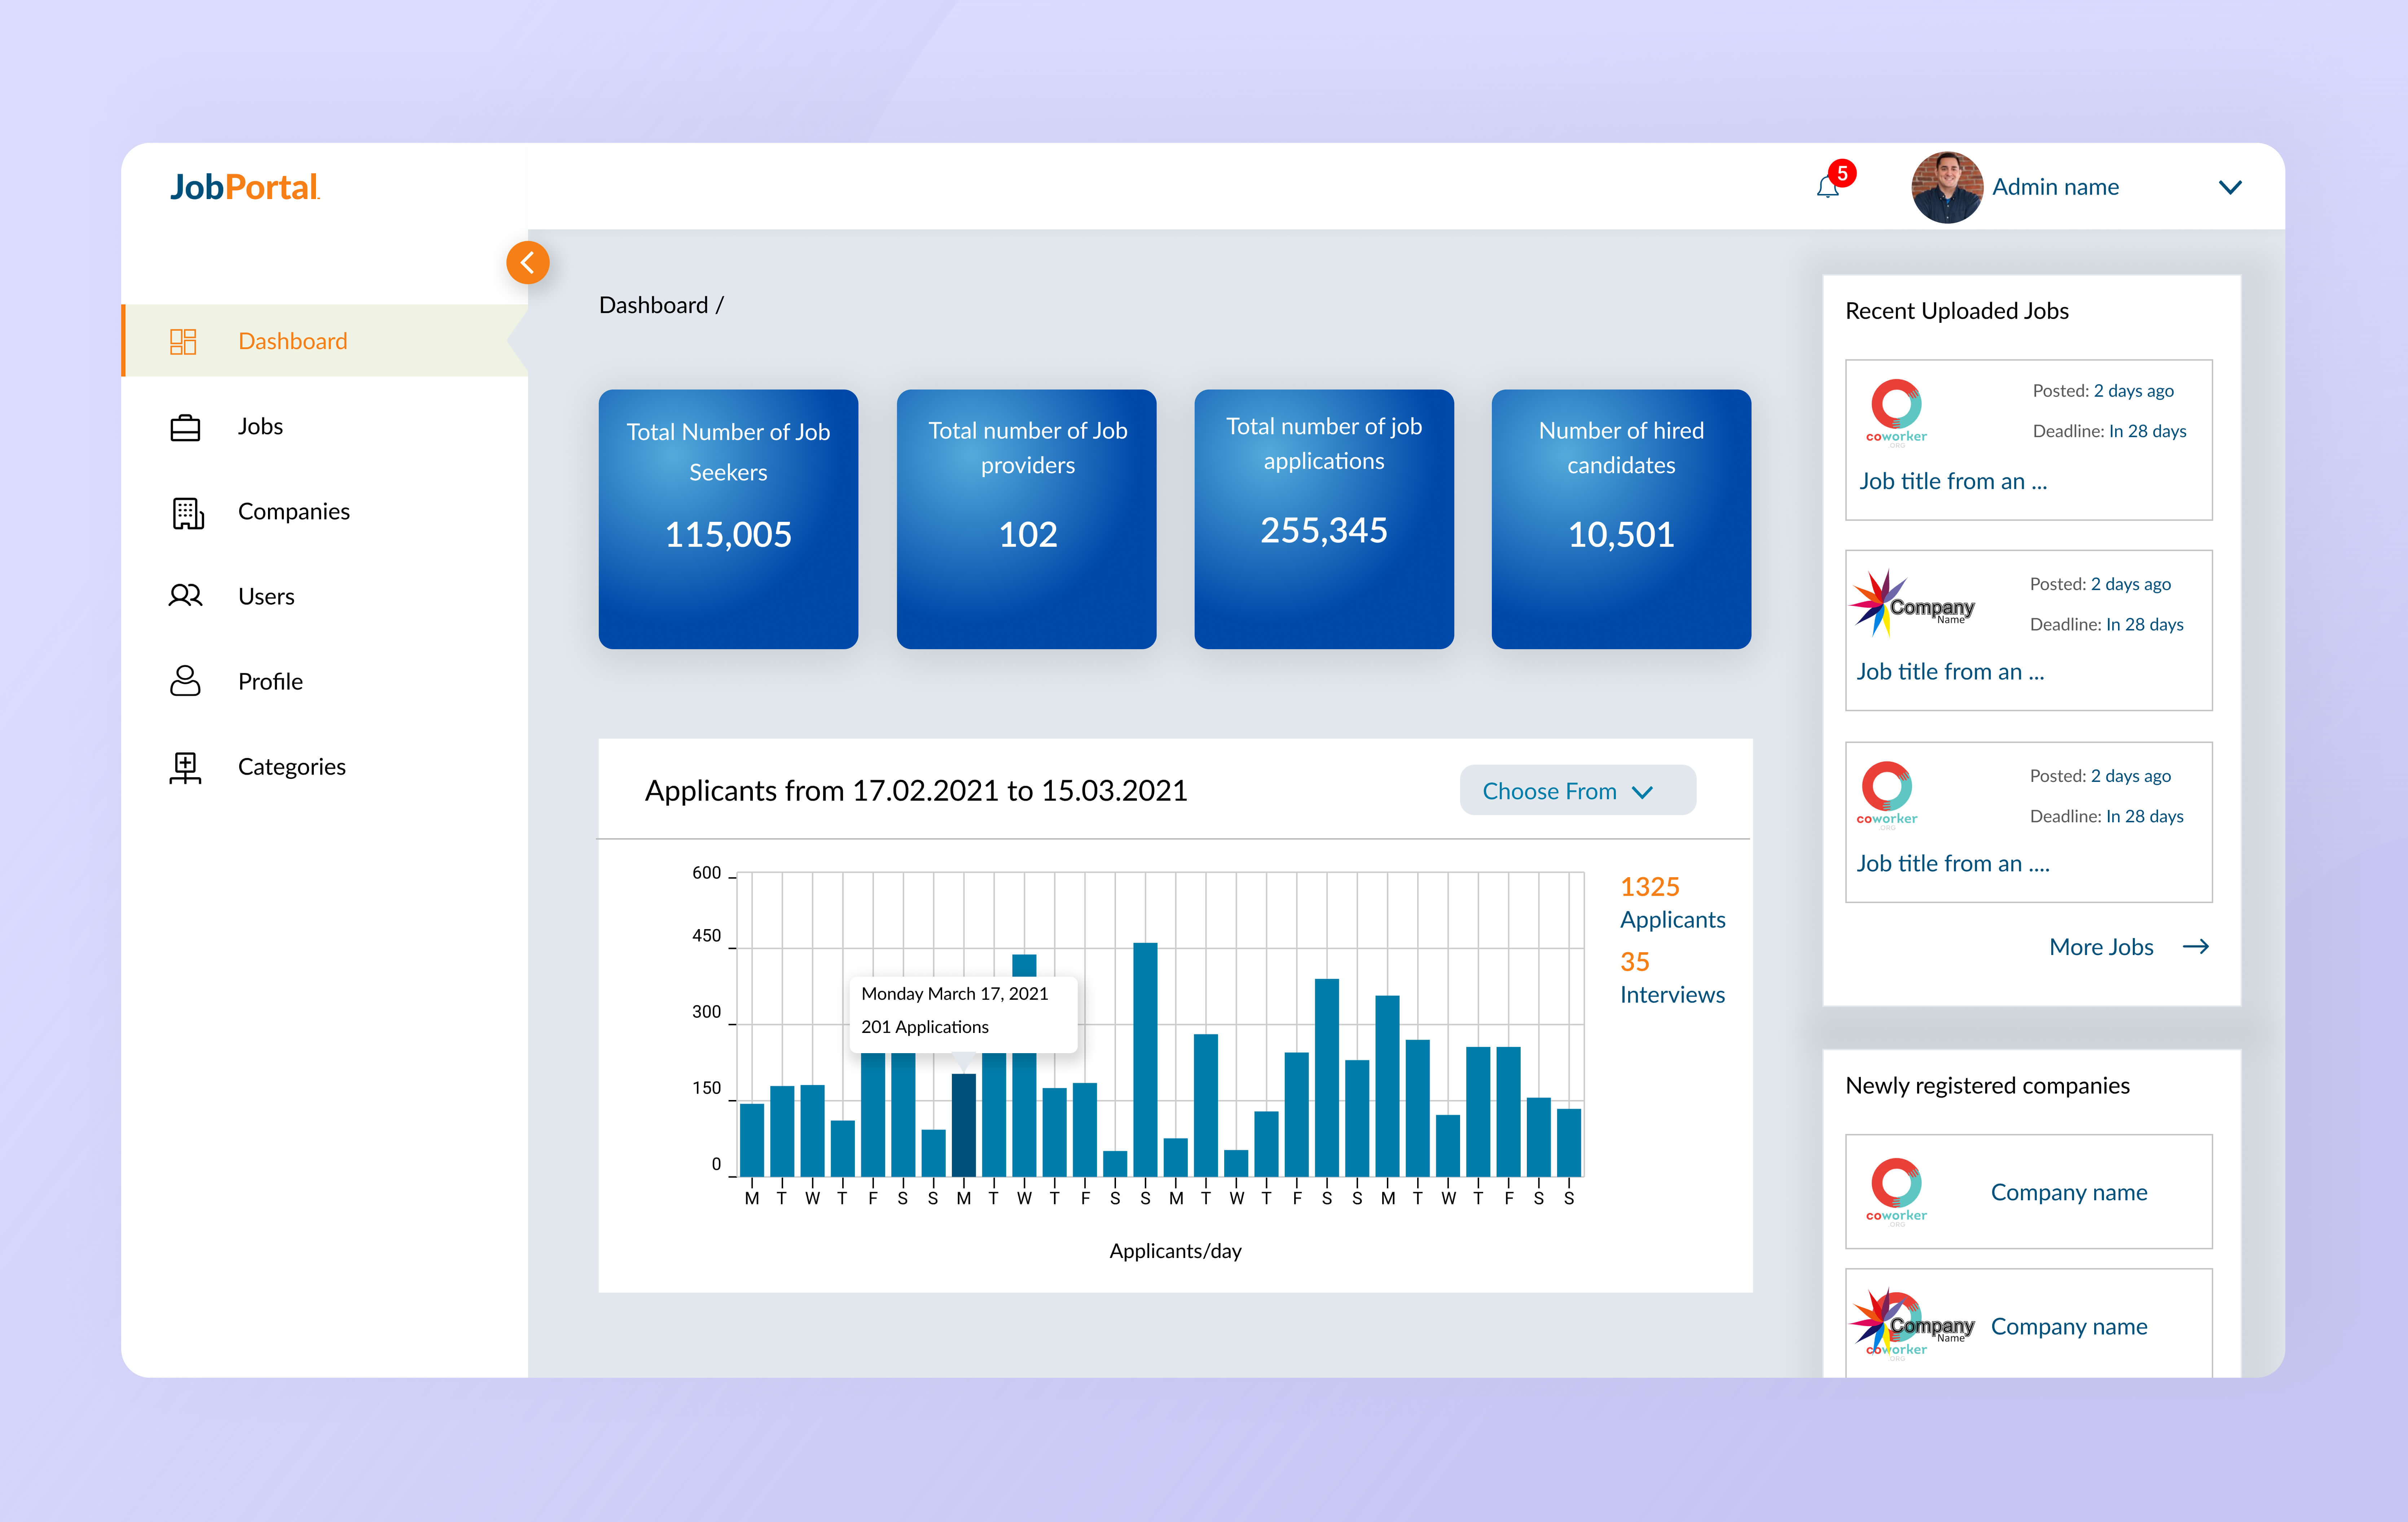 JobPortal.
5
Admin name
Dashboard
Jobs
Companies
Users
Profile
Categories
Dashboard /
Total Number of Job
Seekers
115,005
Total number of Job
providers
102
Total number of job
applications
255,345
Number of hired
candidates
10,501
Applicants from 17.02.2021 to 15.03.2021
Choose From
600
450
300
150
0
Monday March 17, 2021
201 Applications
M T W T F S S M T W T F S S M T W T F S S M T W T F S S
Applicants/day
1325
Applicants
35
Interviews
Recent Uploaded Jobs
coworker
.ORG
Posted: 2 days ago
Deadline: In 28 days
Job title from an ...
Company
Name
Posted: 2 days ago
Deadline: In 28 days
Job title from an ...
coworker
.ORG
Posted: 2 days ago
Deadline: In 28 days
Job title from an ....
More Jobs
Newly registered companies
coworker
.ORG
Company name
Company
Name
coworker
.ORG
Company name